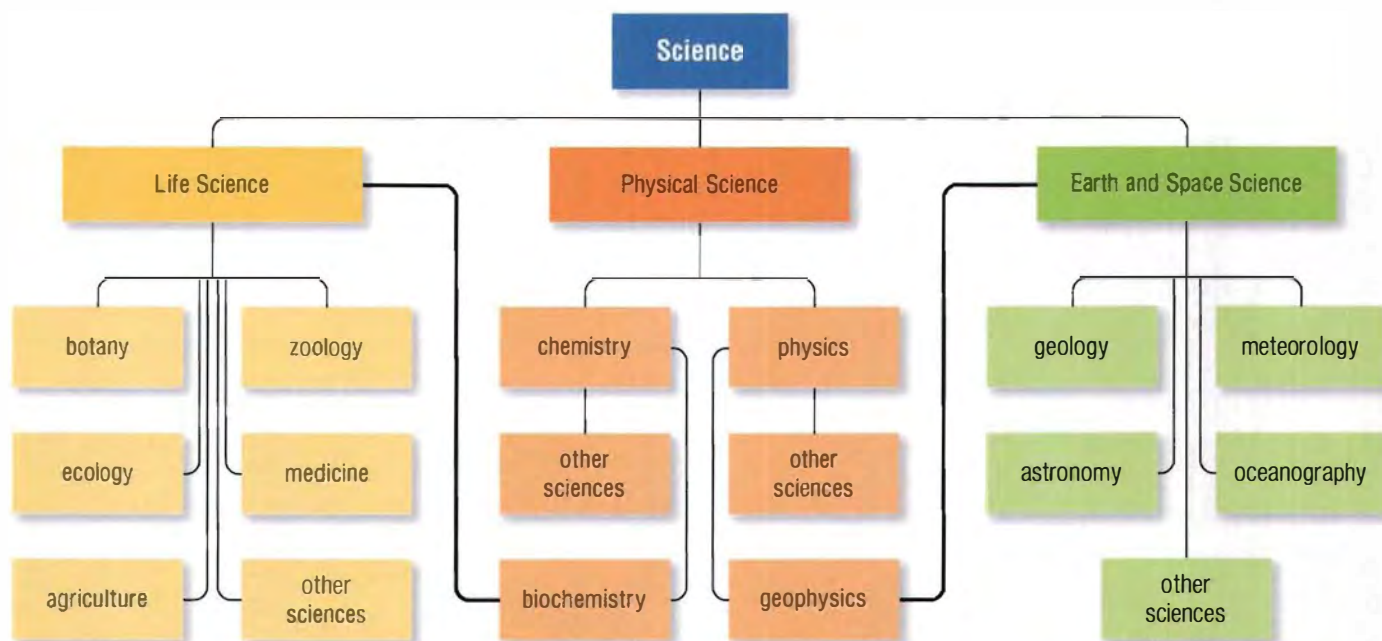 Science
Life Science
Physical Science
Earth and Space Science
botany
zoology
chemistry
physics
geology
meteorology
ecology
medicine
other
sciences
other
sciences
astronomy
oceanography
agriculture
other
sciences
biochemistry
geophysics
other
sciences